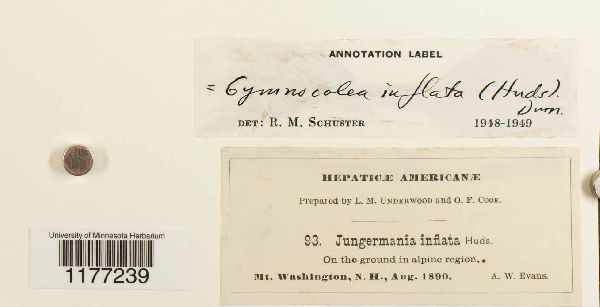 ANNOTATION LABEL
= Gymnocolea inflata (Huds). Dum.
DET: R. M. SCHUSTER 1948-1949
HEPATICÆ AMERICANÆ
Prepared by L. M. UNDERWOOD and O. F. COOK.
93. Jungermania inflata Huds.
On the ground in alpine region.
Mt. Washington, N. H., Aug. 1890. A. W. Evans.
University of Minnesota Herbarium
1177239